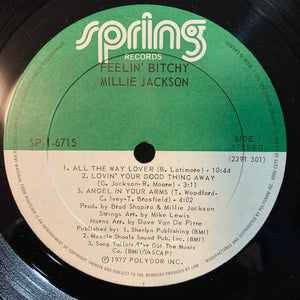 spring
RECORDS
FEELIN' BITCHY
MILLIE JACKSON
SP-1-6715
SIDE 1
STEREO
(2391 301)
1. ALL THE WAY LOVER (B. Latimore) - 10:44
2. LOVIN' YOUR GOOD THING AWAY
(G. Jackson-R. Moore) - 3:11
3. ANGEL IN YOUR ARMS (T. Woodford-
C. Ivey-T. Brasfield) - 4:02
Prod. by Brad Shapiro & Millie Jackson
Strings Arr. by Mike Lewis
Horns Arr. by Dave Van De Pitte
Published by: 1. Sherlyn Publishing (BMI)
2. Muscle Shoals Sound Pub. Inc. (BMI)
3. Song Tailors/I've Got The Music
Co. (BMI/ASCAP)
Ⓟ 1977 POLYDOR INC.